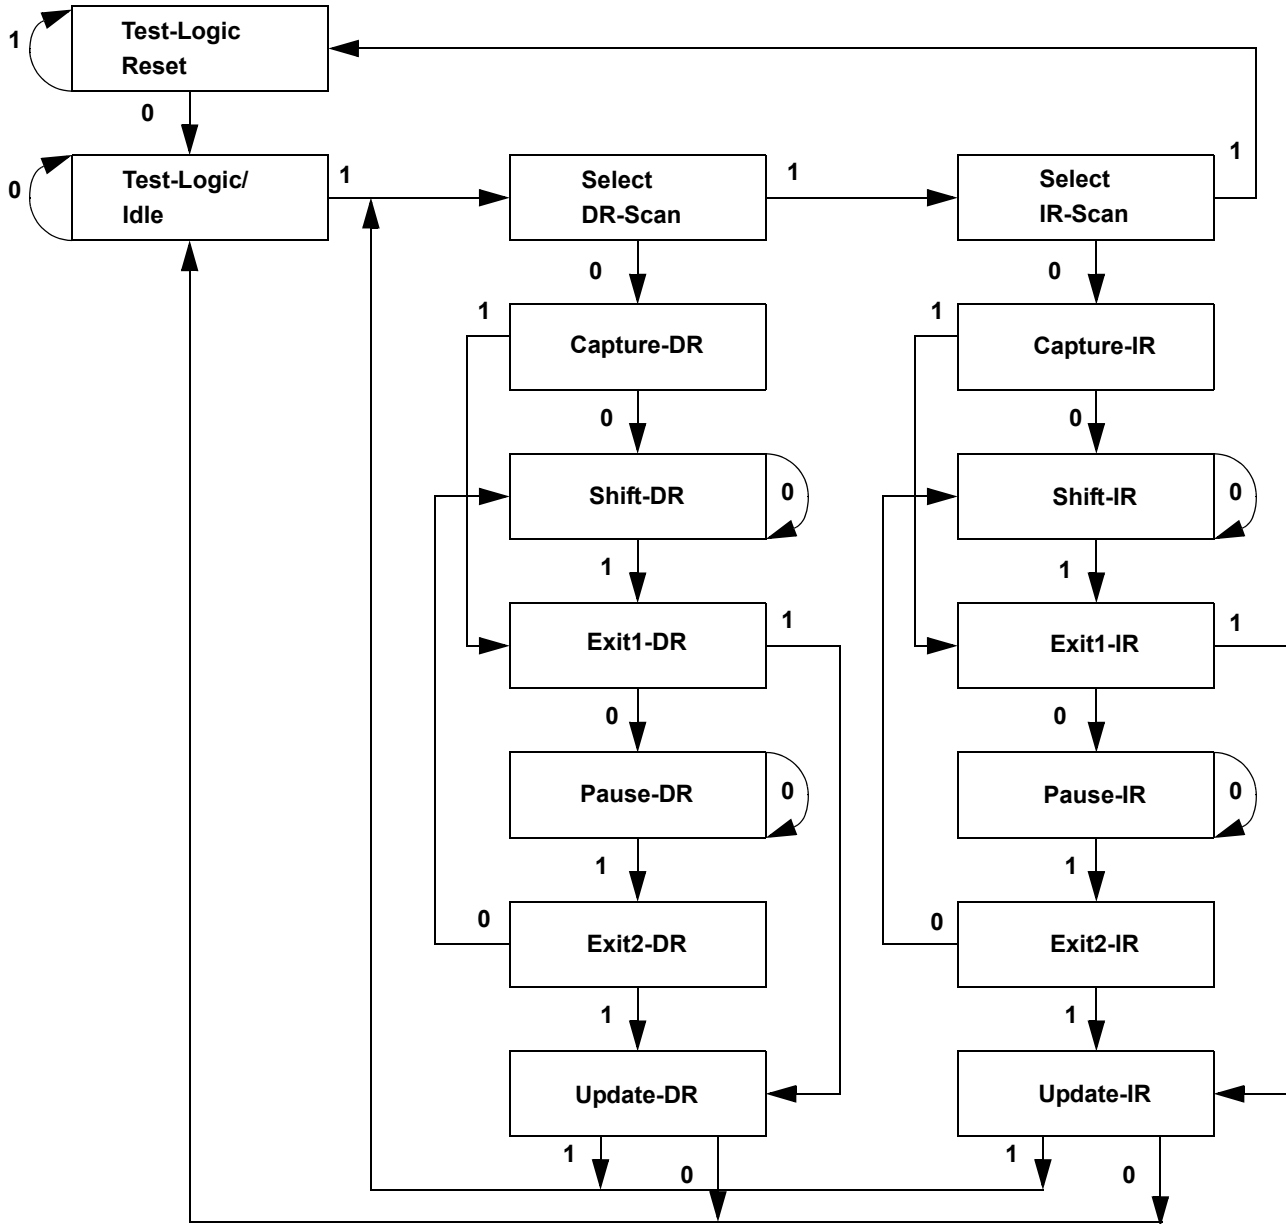 1
Test-Logic
Reset
0
0
Test-Logic/
Idle
1
Select
DR-Scan
1
Select
IR-Scan
1
0
0
1
Capture-DR
1
Capture-IR
0
0
Shift-DR
0
Shift-IR
0
1
1
Exit1-DR
1
Exit1-IR
1
0
0
Pause-DR
0
Pause-IR
0
1
1
0
Exit2-DR
0
Exit2-IR
1
1
Update-DR
Update-IR
1
0
1
0